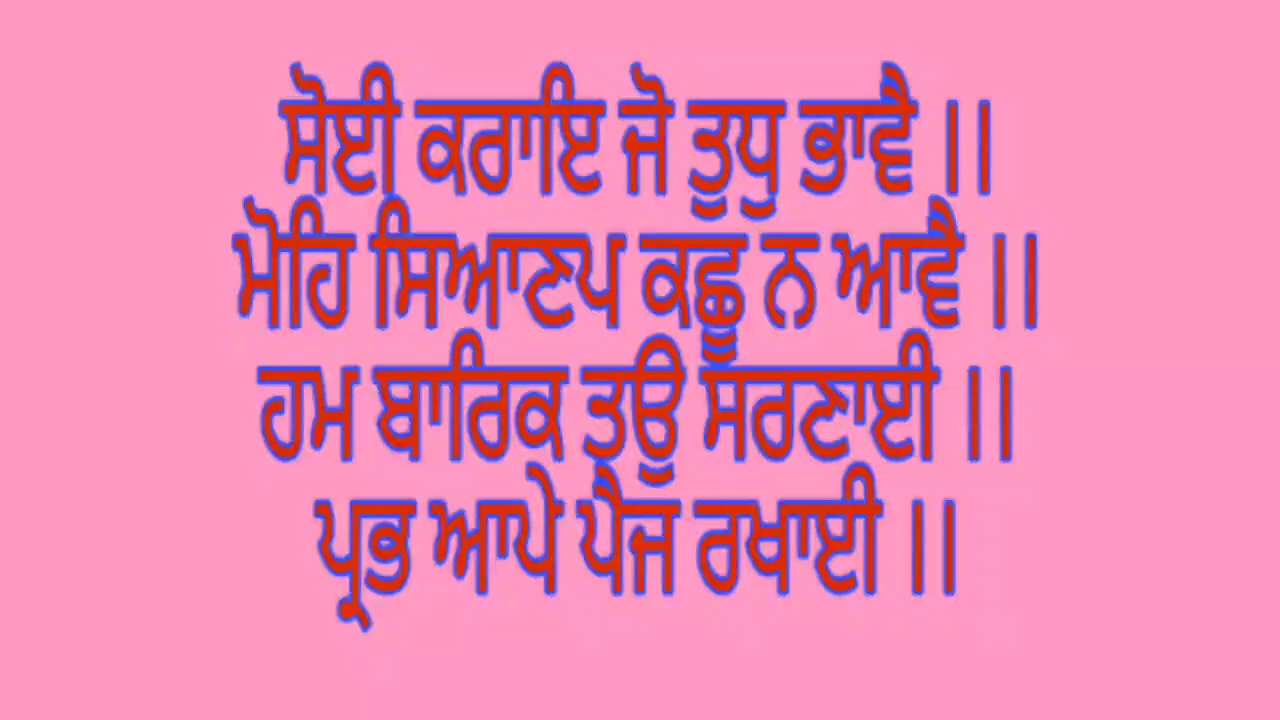 ਸੋਈ ਕਰਾਇ ਜੋ ਤੁਧੁ ਭਾਵੈ ।।
ਮੋਹਿ ਸਿਆਣਪ ਕਛੂ ਨ ਆਵੈ ।।
ਹਮ ਬਾਰਿਕ ਤਉ ਸਰਣਾਈ ।।
ਪ੍ਰਭ ਆਪੇ ਪੈਜ ਰਖਾਈ ।।